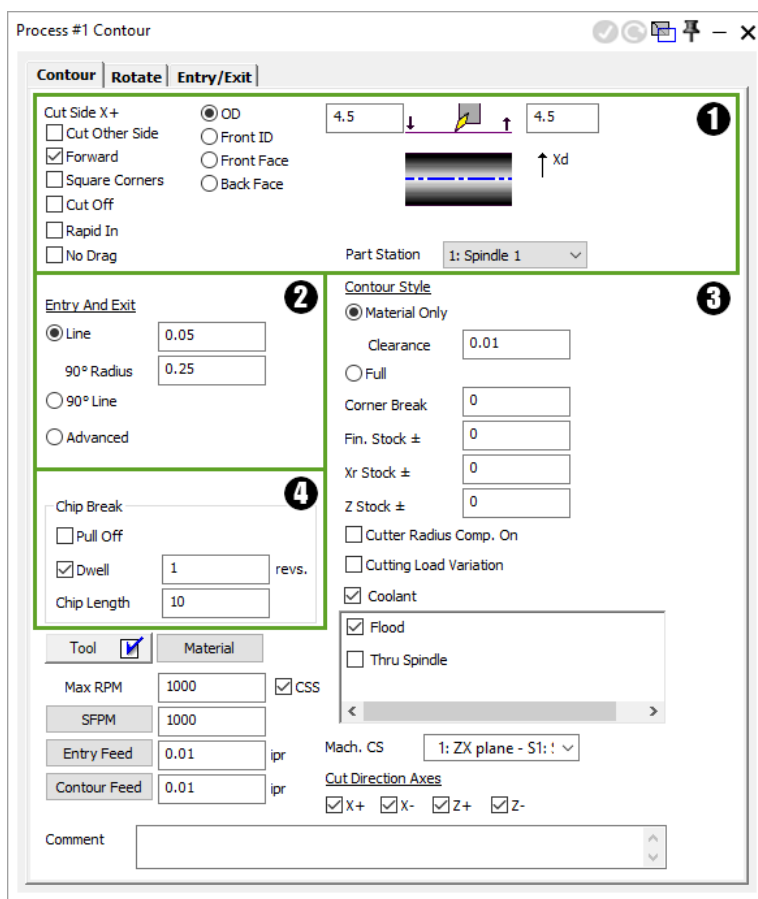 Process #1 Contour
Contour Rotate Entry/Exit
Cut Side X+
Cut Other Side
Forward
Square Corners
Cut Off
Rapid In
No Drag
OD
Front ID
Front Face
Back Face
4.5 4.5
Xd
Part Station 1: Spindle 1
1
Entry And Exit
Line 0.05
90° Radius 0.25
90° Line
Advanced
2
Contour Style
Material Only
Clearance 0.01
Full
Corner Break 0
Fin. Stock ± 0
Xr Stock ± 0
Z Stock ± 0
Cutter Radius Comp. On
Cutting Load Variation
Coolant
Flood
Thru Spindle
3
Chip Break
Pull Off
Dwell 1 revs.
Chip Length 10
4
Tool Material
Max RPM 1000 CSS
SFPM 1000
Entry Feed 0.01 ipr
Contour Feed 0.01 ipr
Mach. CS 1: ZX plane - S1:
Cut Direction Axes
X+ X- Z+ Z-
Comment